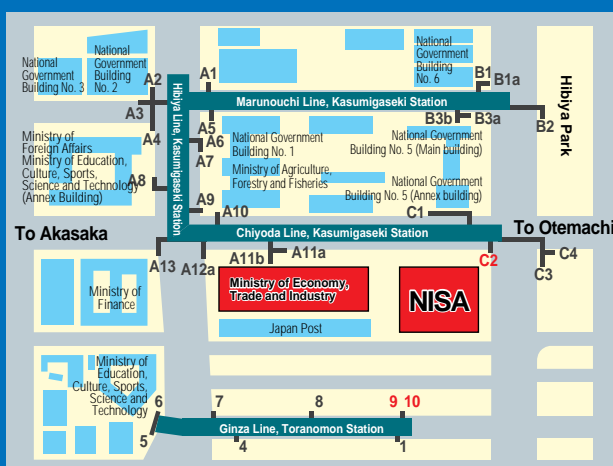 National
Government
Building No. 3
National
Government
Building
No. 2
A2
A1
National
Government
Buildings
No. 6
B1
B1a
Hibiya Park
Hibiya Line, Kasumigaseki Station
Marunouchi Line, Kasumigaseki Station
A3
A4
A5
A6
A7
B3b
B3a
B2
Ministry of
Foreign Affairs
Ministry of Education,
Culture, Sports,
Science and Technology
(Annex Building)
A8
National Government
Building No. 1
Ministry of Agriculture,
Forestry and Fisheries
National Government
Building No. 5 (Main building)
National Government
Building No. 5 (Annex building)
A9
A10
C1
To Akasaka
Chiyoda Line, Kasumigaseki Station
To Otemachi
A13
A12a
A11b
A11a
C2
C3
C4
Ministry of
Finance
Ministry of Economy,
Trade and Industry
NISA
Japan Post
Ministry of
Education,
Culture, Sports,
Science and
Technology
6
7
8
9
10
Ginza Line, Toranomon Station
5
4
1